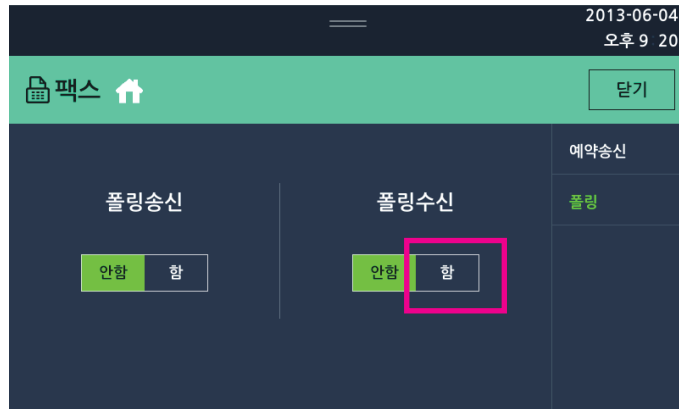 2013-06-04
오후 9 20
팩스
닫기
예약송신
폴링
폴링송신
안함 함
폴링수신
안함 함